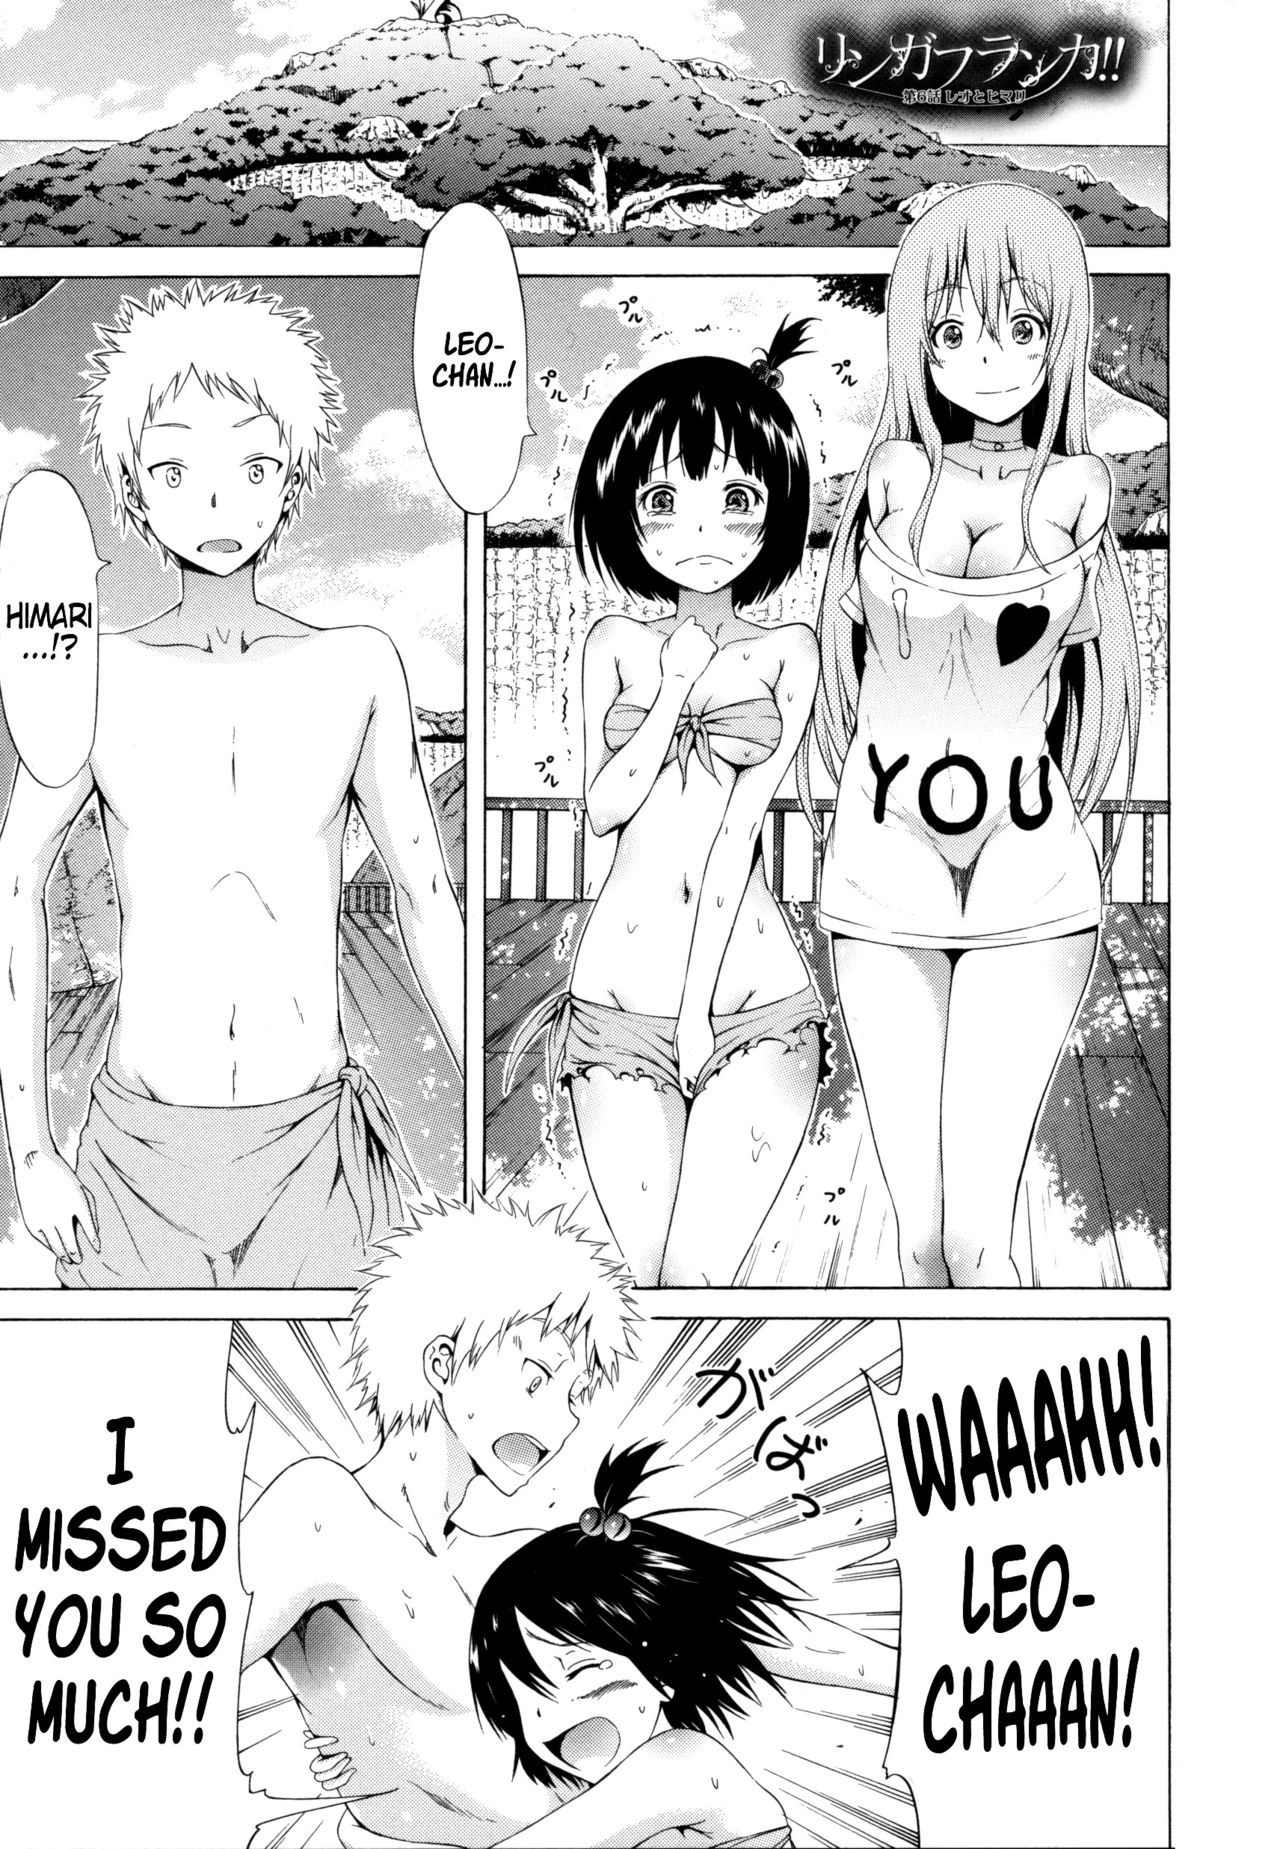 リンガフランカ!!
第6話 レオとヒマリ
プル
プル
プル
プル
プル
LEO-
CHAN...!
HIMARI
...!?
WAAAHH!
LEO-
CHAAAN!
がばっ
I
MISSED
YOU SO
MUCH!!
YOU